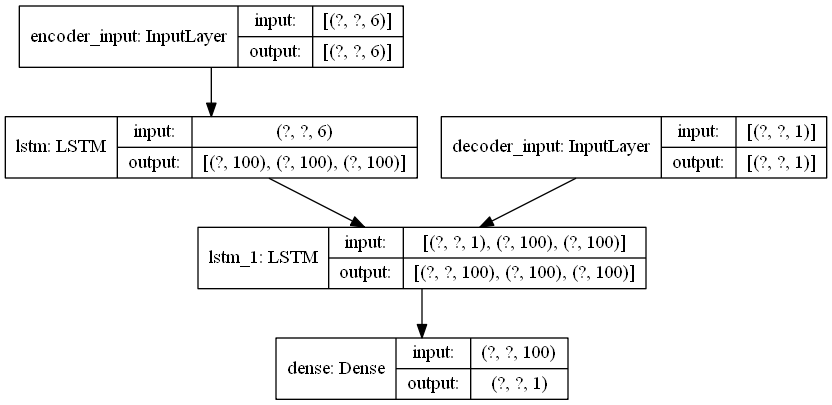 encoder_input: InputLayer
input:
[(?, ?, 6)]
output:
[(?, ?, 6)]
lstm: LSTM
input:
(?, ?, 6)
output:
[(?, 100), (?, 100), (?, 100)]
decoder_input: InputLayer
input:
[(?, ?, 1)]
output:
[(?, ?, 1)]
lstm_1: LSTM
input:
[(?, ?, 1), (?, 100), (?, 100)]
output:
[(?, ?, 100), (?, 100), (?, 100)]
dense: Dense
input:
(?, ?, 100)
output:
(?, ?, 1)